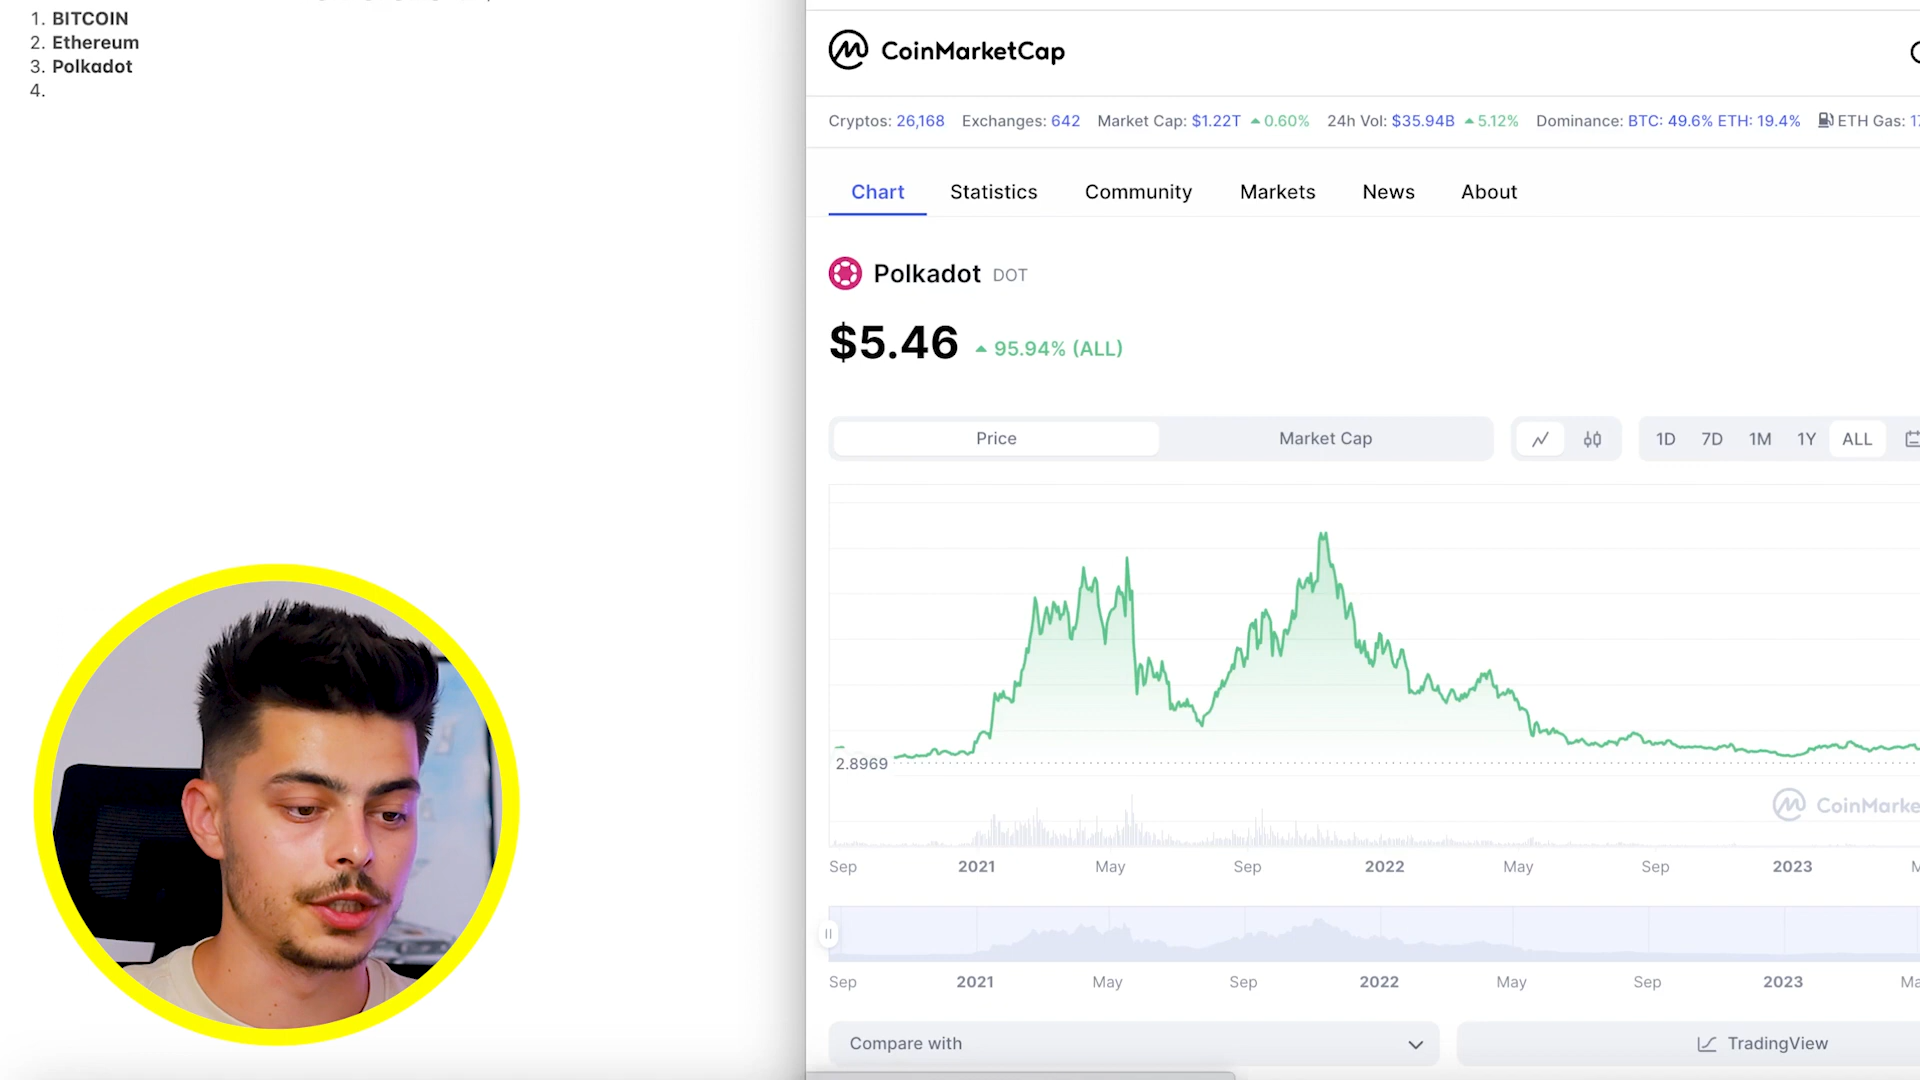 1. BITCOIN
2. Ethereum
3. Polkadot
4.
CoinMarketCap
Cryptos: 26,168 Exchanges: 642 Market Cap: $1.22T 0.60% 24h Vol: $35.94B 5.12% Dominance: BTC: 49.6% ETH: 19.4% ETH Gas:
Chart Statistics Community Markets News About
Polkadot DOT
$5.46 95.94% (ALL)
Price Market Cap 1D 7D 1M 1Y ALL
2.8969
CoinMarke
Sep 2021 May Sep 2022 May Sep 2023
Sep 2021 May Sep 2022 May Sep 2023 Ma
Compare with TradingView